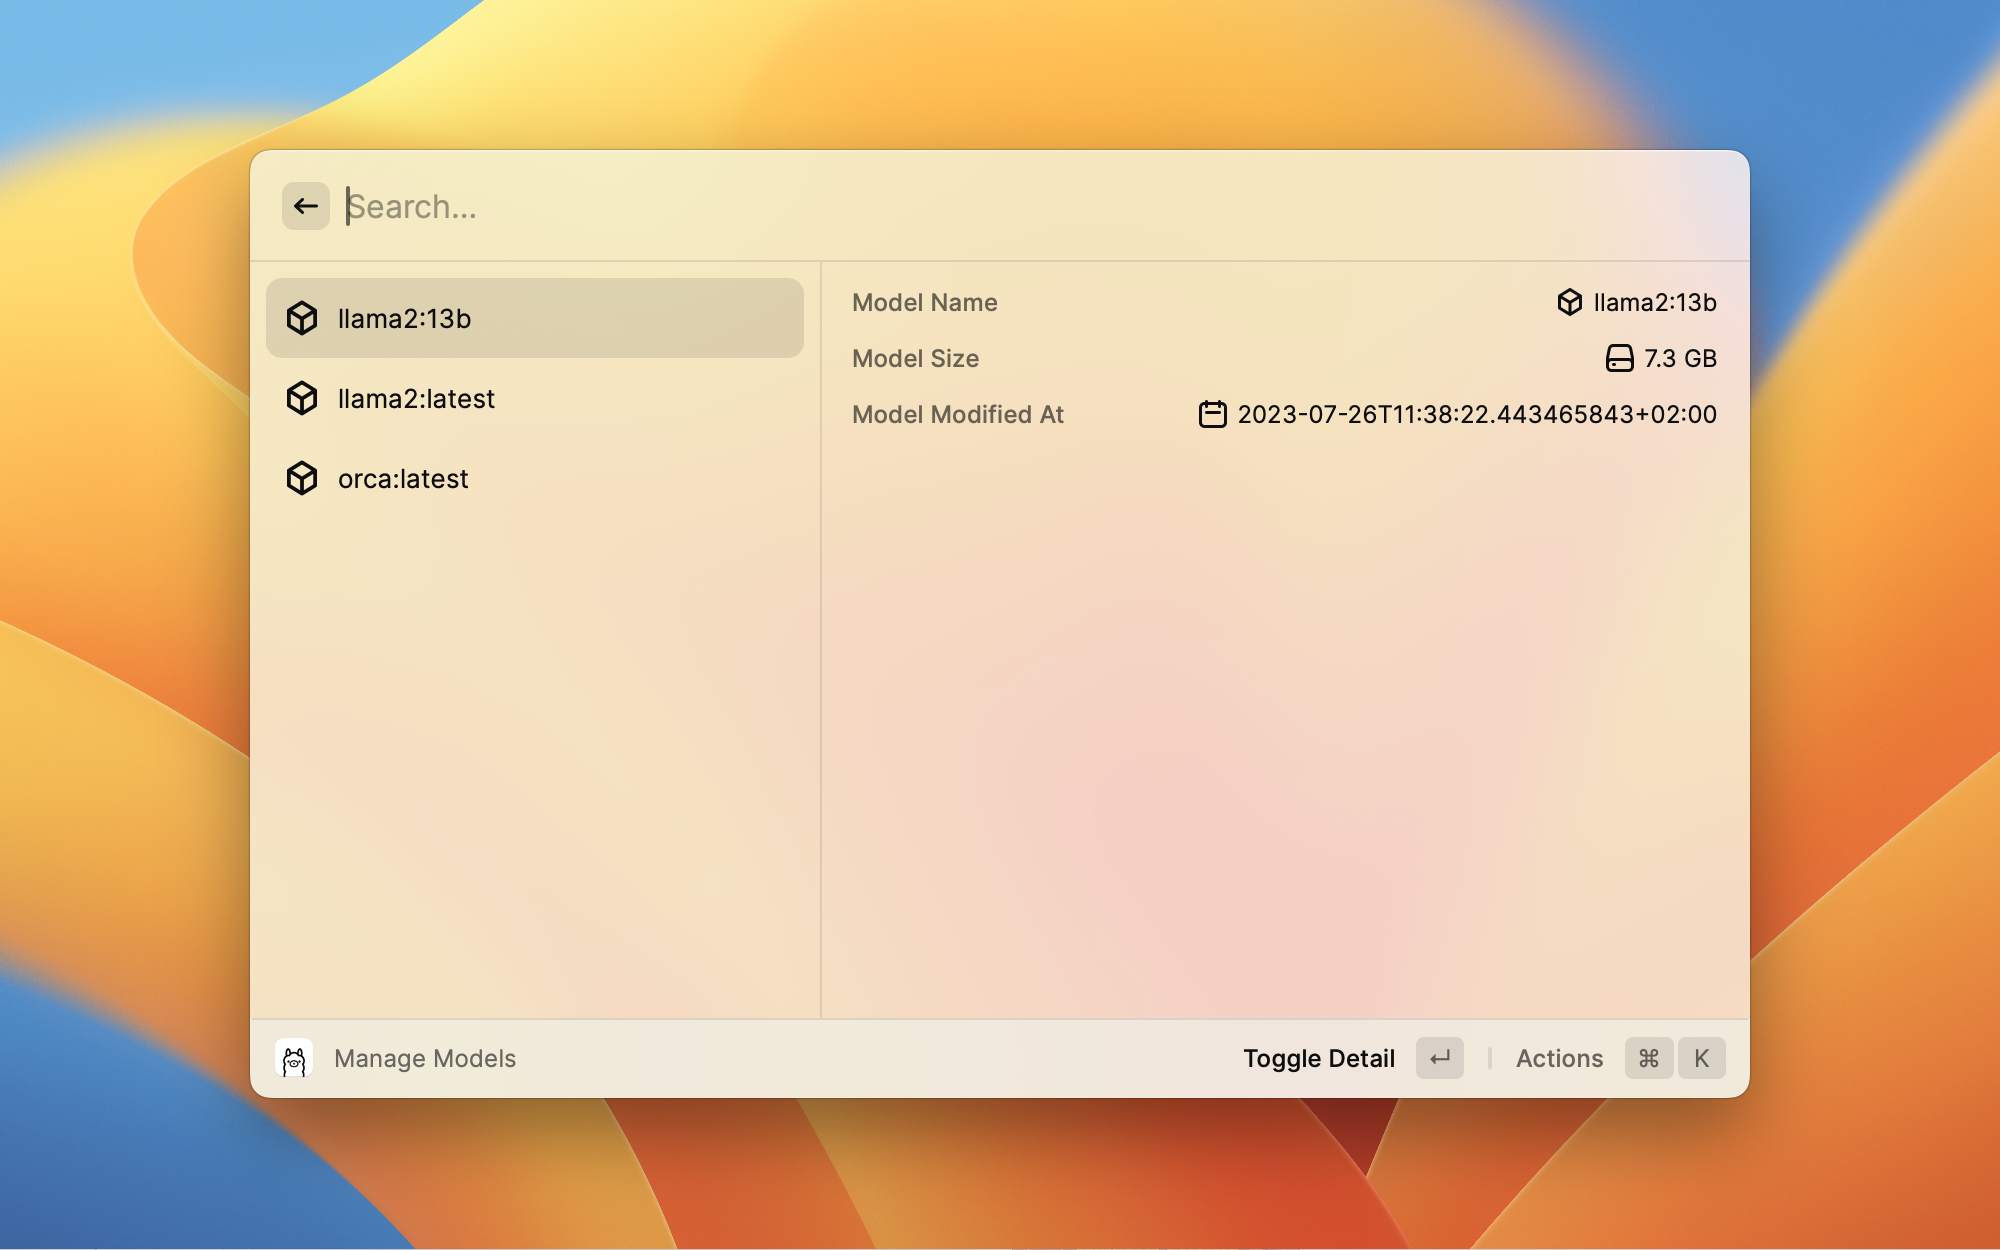 Search...
llama2:13b
llama2:latest
orca:latest
Model Name llama2:13b
Model Size 7.3 GB
Model Modified At 2023-07-26T11:38:22.443465843+02:00
Manage Models Toggle Detail ↵ Actions ⌘ K